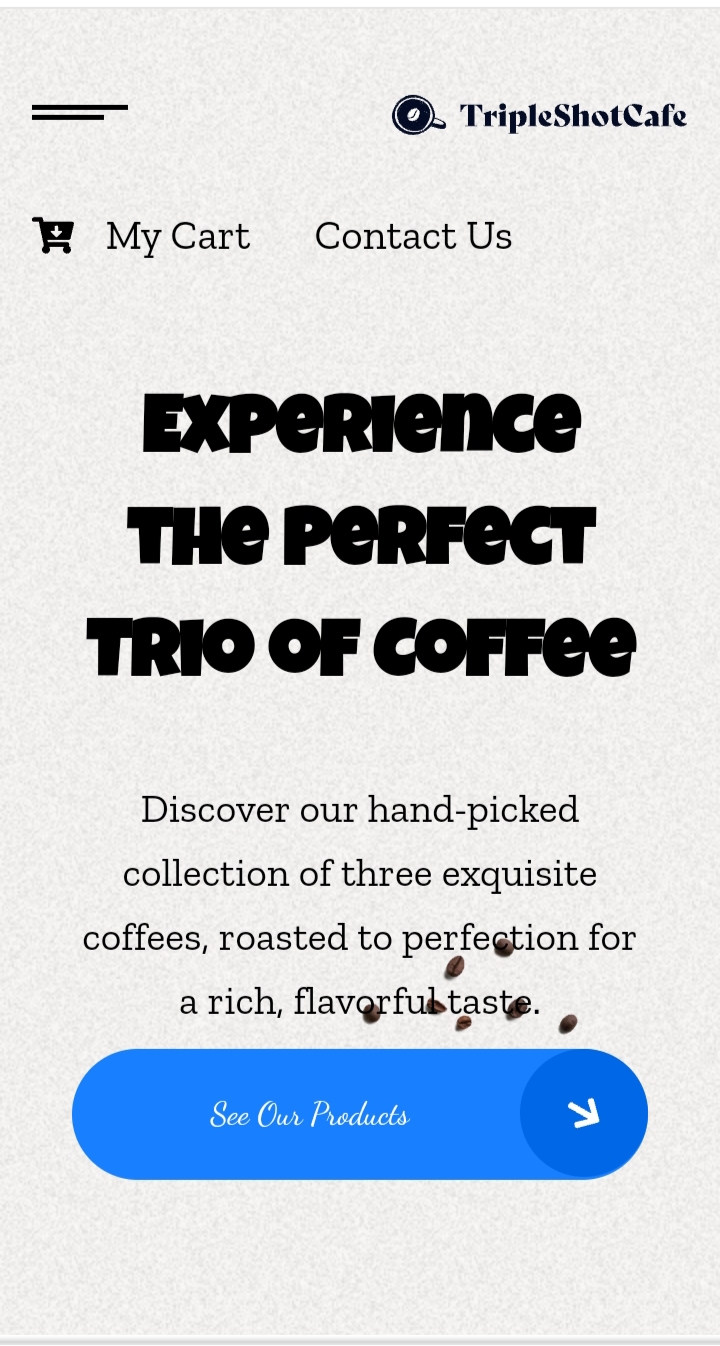 TripleShotCafe
My Cart Contact Us
Experience
The Perfect
Trio of Coffee
Discover our hand-picked
collection of three exquisite
coffees, roasted to perfection for
a rich, flavorful taste.
See Our Products